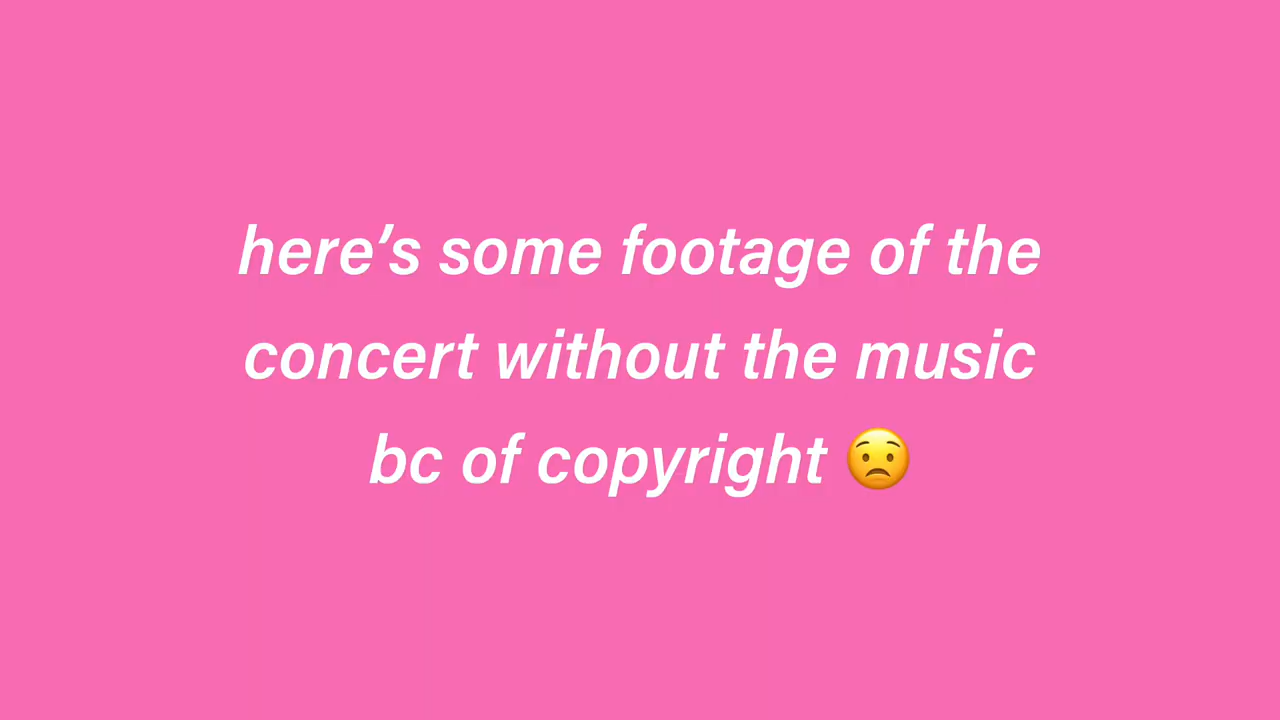 here’s some footage of the
concert without the music
bc of copyright 😟